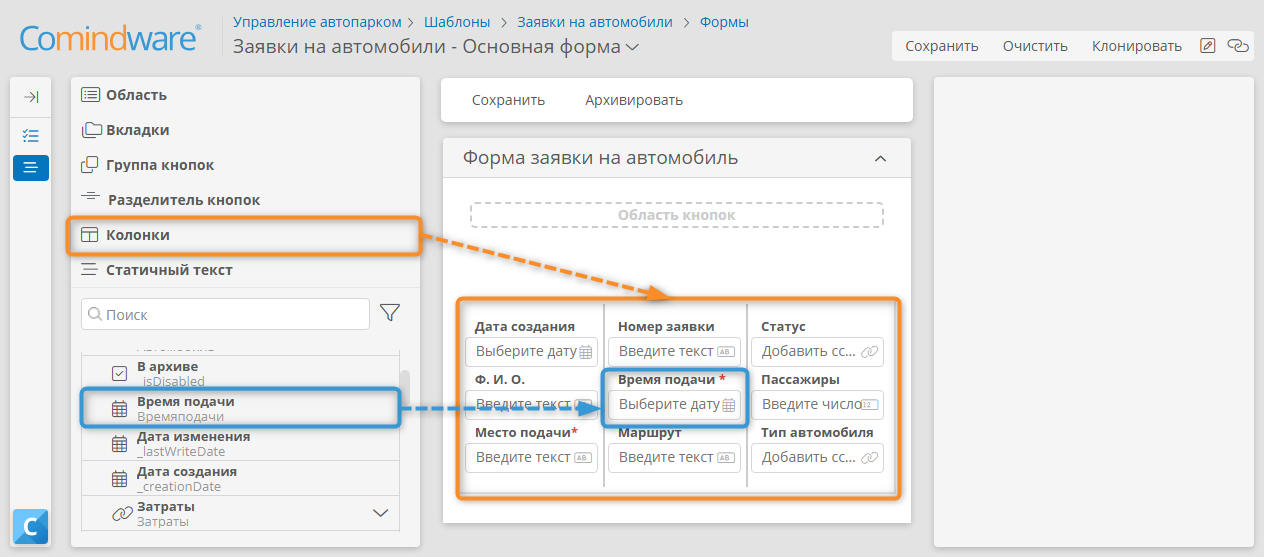 Comindware®
Управление автопарком > Шаблоны > Заявки на автомобили > Формы
Заявки на автомобили - Основная форма
Сохранить Очистить Клонировать
Область
Вкладки
Группа кнопок
Разделитель кнопок
Колонки
Статичный текст
Поиск
В архиве
_isDisabled
Время подачи
Времяподачи
Дата изменения
_lastWriteDate
Дата создания
_creationDate
Затраты
Затраты
C
Сохранить Архивировать
Форма заявки на автомобиль
Область кнопок
Дата создания Номер заявки Статус
Выберите дату Введите текст AB Добавить сс...
Ф. И. О. Время подачи * Пассажиры
Введите текст AB Выберите дату Введите число 12
Место подачи* Маршрут Тип автомобиля
Введите текст AB Введите текст AB Добавить сс...